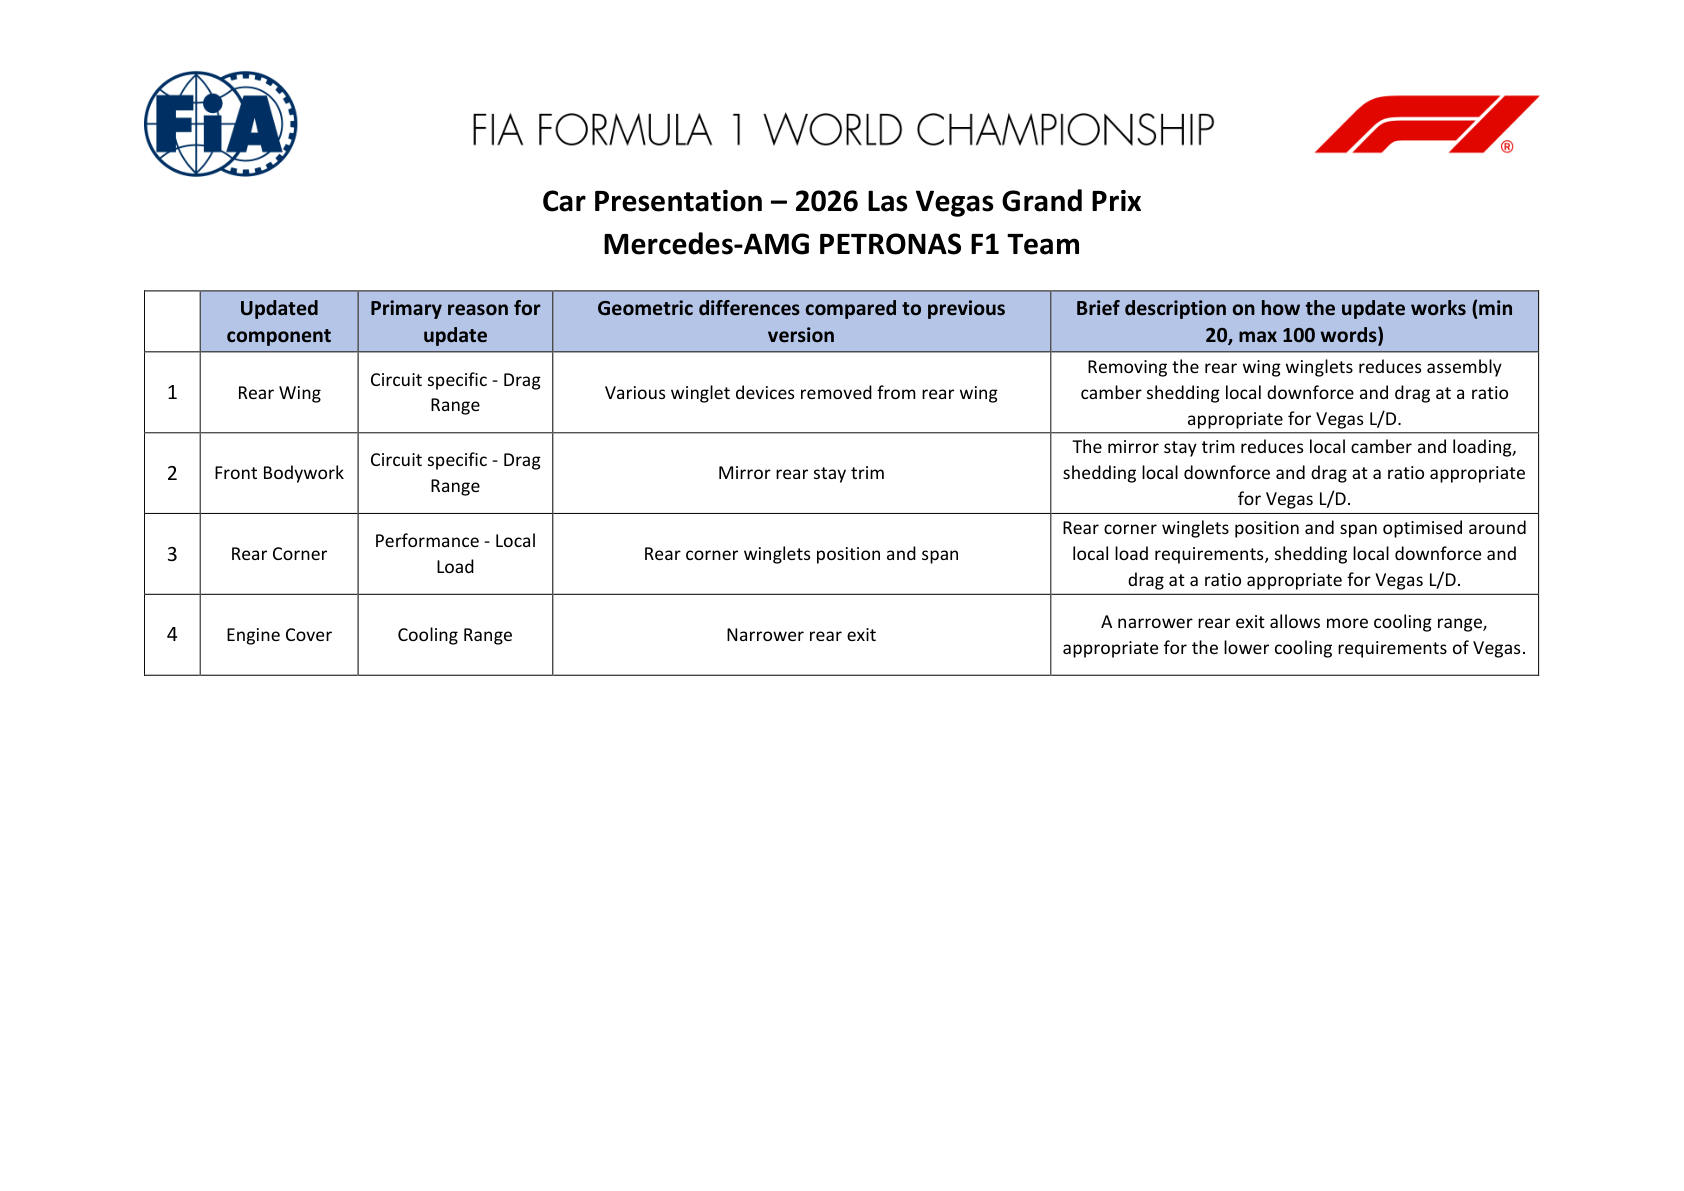 FIA
FIA FORMULA 1 WORLD CHAMPIONSHIP
F1®
Car Presentation – 2026 Las Vegas Grand Prix
Mercedes-AMG PETRONAS F1 Team
Updated
component
Primary reason for
update
Geometric differences compared to previous
version
Brief description on how the update works (min
20, max 100 words)
1
Rear Wing
Circuit specific - Drag
Range
Various winglet devices removed from rear wing
Removing the rear wing winglets reduces assembly
camber shedding local downforce and drag at a ratio
appropriate for Vegas L/D.
2
Front Bodywork
Circuit specific - Drag
Range
Mirror rear stay trim
The mirror stay trim reduces local camber and loading,
shedding local downforce and drag at a ratio appropriate
for Vegas L/D.
3
Rear Corner
Performance - Local
Load
Rear corner winglets position and span
Rear corner winglets position and span optimised around
local load requirements, shedding local downforce and
drag at a ratio appropriate for Vegas L/D.
4
Engine Cover
Cooling Range
Narrower rear exit
A narrower rear exit allows more cooling range,
appropriate for the lower cooling requirements of Vegas.